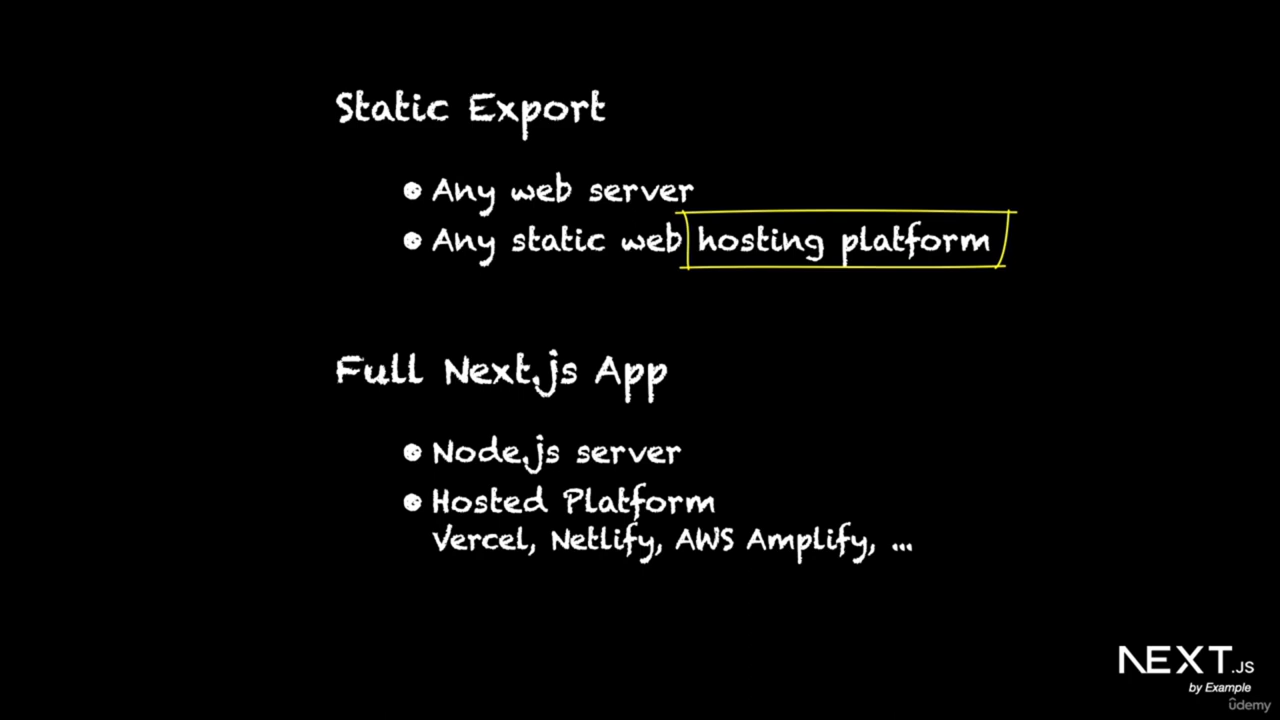 Static Export
• Any web server
• Any static web hosting platform
Full Next.js App
• Node.js server
• Hosted Platform
Vercel, Netlify, AWS Amplify, ...
NEXT.JS
by Example
ûdemy